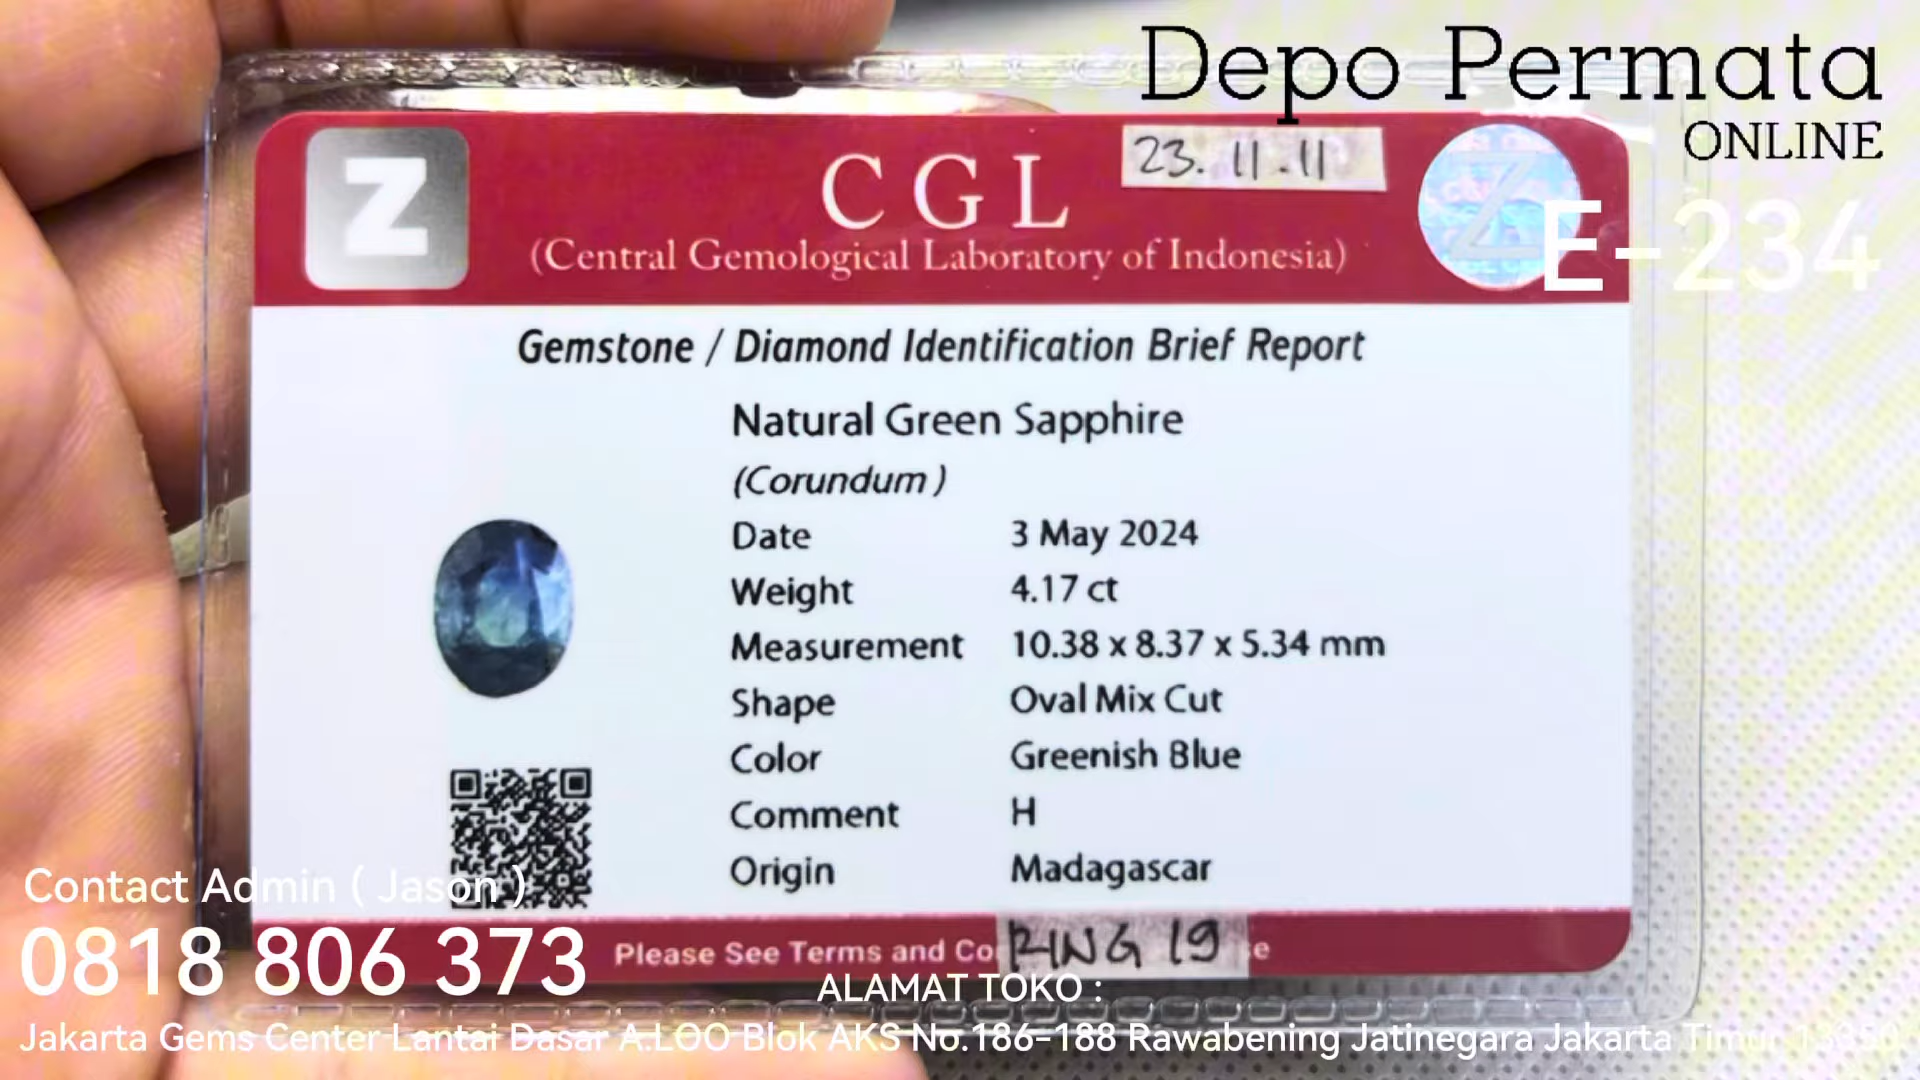 Depo Permata
ONLINE
E-234
Z
CGL
23.11.11
(Central Gemological Laboratory of Indonesia)
Gemstone / Diamond Identification Brief Report
Natural Green Sapphire
(Corundum)
Date 3 May 2024
Weight 4.17 ct
Measurement 10.38 x 8.37 x 5.34 mm
Shape Oval Mix Cut
Color Greenish Blue
Comment H
Origin Madagascar
Please See Terms and
RING 19
Contact Admin ( Jason )
0818 806 373
ALAMAT TOKO :
Jakarta Gems Center Lantai Dasar A.LOO Blok AKS No.186-188 Rawabening Jatinegara Jakarta Timur 13350